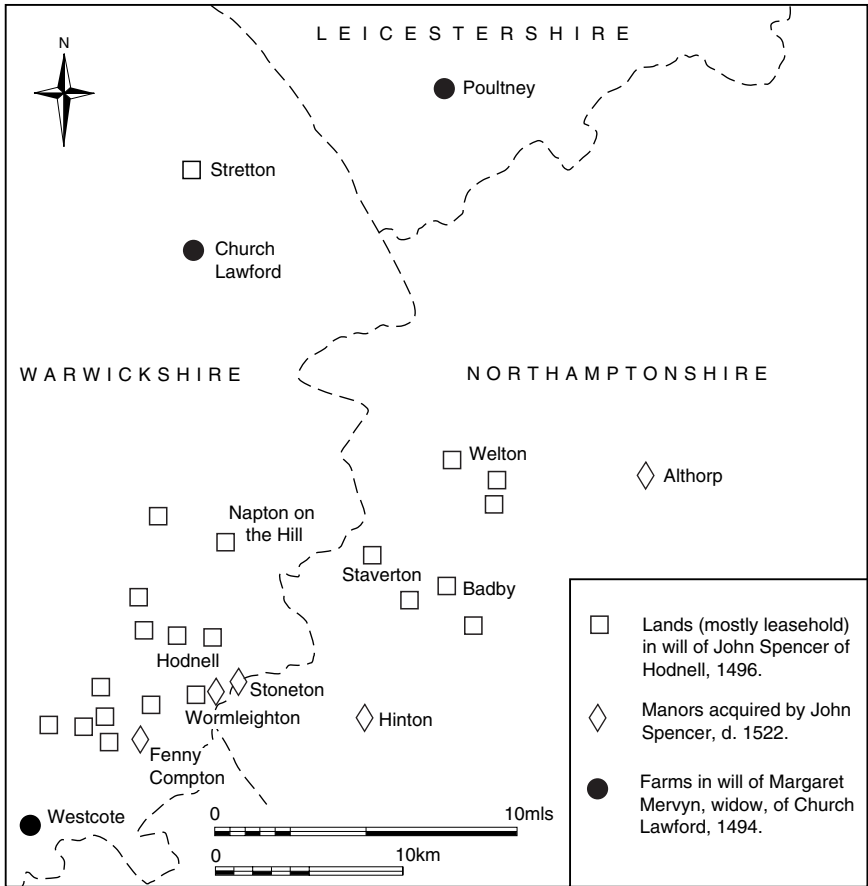 LEICESTERSHIRE
N
Poultney
Stretton
Church
Lawford
WARWICKSHIRE
NORTHAMPTONSHIRE
Welton
Althorp
Napton on
the Hill
Staverton
Badby
Hodnell
Stoneton
Wormleighton
Hinton
Fenny
Compton
Westcote
0
10mls
0
10km
Lands (mostly leasehold)
in will of John Spencer of
Hodnell, 1496.
Manors acquired by John
Spencer, d. 1522.
Farms in will of Margaret
Mervyn, widow, of Church
Lawford, 1494.